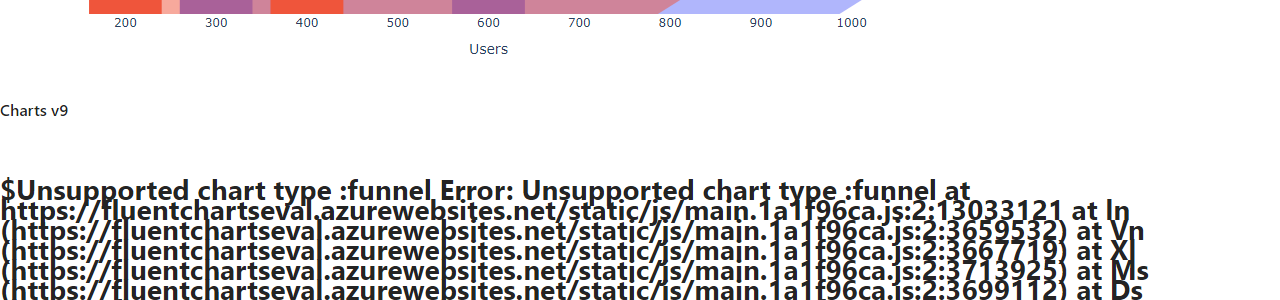 200 300 400 500 600 700 800 900 1000
Users
Charts v9
$Unsupported chart type :funnel Error: Unsupported chart type :funnel at
https://fluentchartseval.azurewebsites.net/static/js/main.1a1f96ca.js:2:13033121 at ln
(https://fluentchartseval.azurewebsites.net/static/js/main.1a1f96ca.js:2:3659532) at Vn
(https://fluentchartseval.azurewebsites.net/static/js/main.1a1f96ca.js:2:3667719) at Xl
(https://fluentchartseval.azurewebsites.net/static/js/main.1a1f96ca.js:2:3713925) at Ms
(https://fluentchartseval.azurewebsites.net/static/js/main.1a1f96ca.js:2:3699112) at Ds